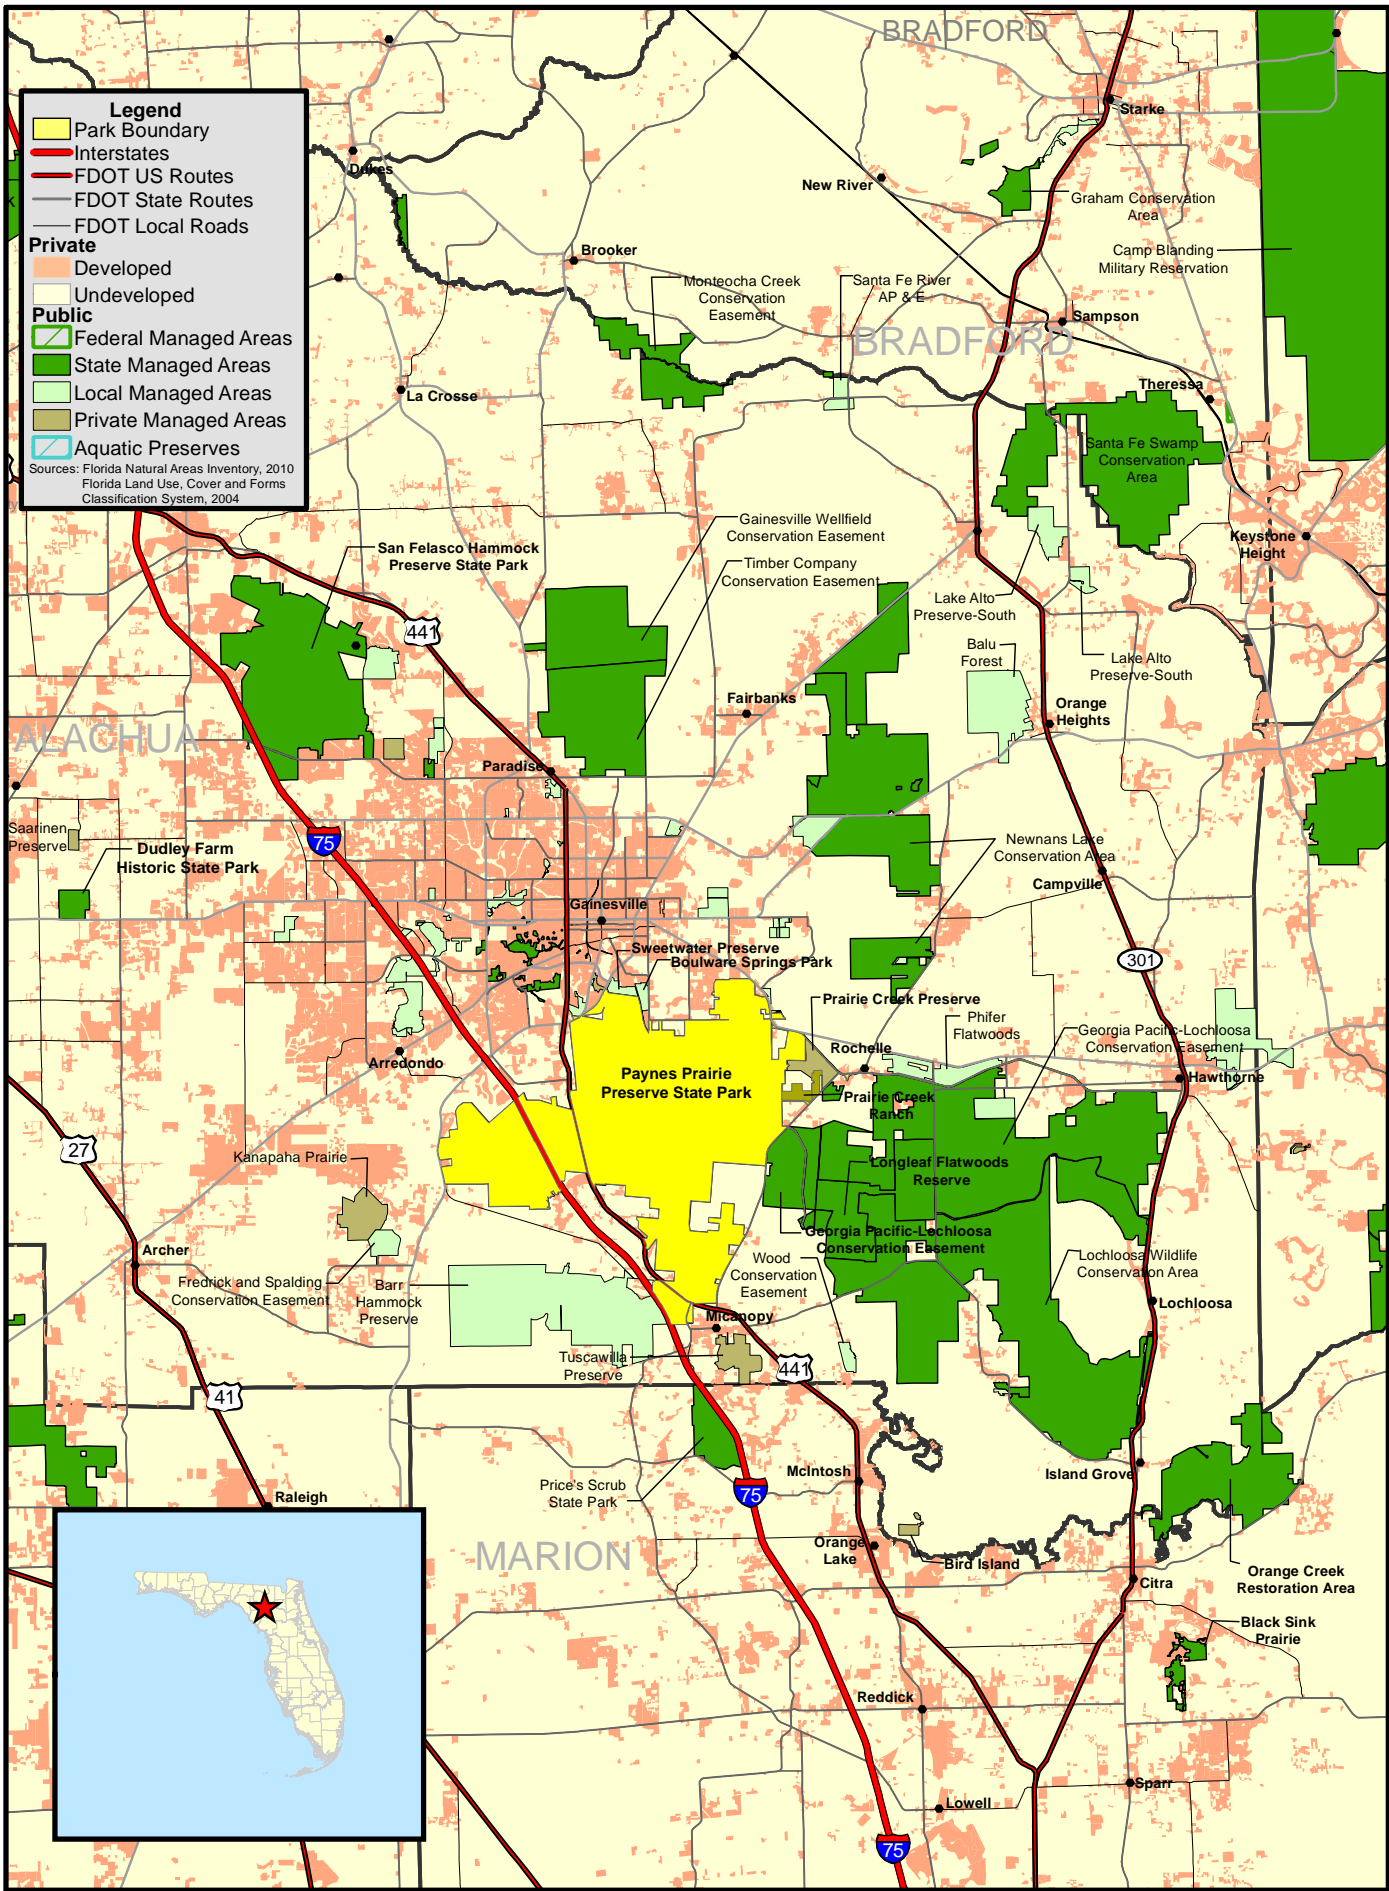 BRADFORD
Legend
Park Boundary
Interstates
FDOT US Routes
FDOT State Routes
FDOT Local Roads
Private
Developed
Undeveloped
Public
Federal Managed Areas
State Managed Areas
Local Managed Areas
Private Managed Areas
Aquatic Preserves
Sources: Florida Natural Areas Inventory, 2010
Florida Land Use, Cover and Forms
Classification System, 2004
Starke
Dukes
New River
Graham Conservation
Area
Brooker
Camp Blanding
Military Reservation
Monteocha Creek
Conservation
Easement
Santa Fe River
AP & E
Sampson
BRADFORD
Theressa
La Crosse
Santa Fe Swamp
Conservation
Area
Gainesville Wellfield
Conservation Easement
Keystone
Height
San Felasco Hammock
Preserve State Park
Timber Company
Conservation Easement
Lake Alto
Preserve-South
441
Balu
Forest
Lake Alto
Preserve-South
Fairbanks
Orange
Heights
ALACHUA
Paradise
Saarinen
Preserve
75
Dudley Farm
Historic State Park
Newnans Lake
Conservation Area
Campville
Gainesville
Sweetwater Preserve
Boulware Springs Park
301
Prairie Creek Preserve
Phifer
Flatwoods
Georgia Pacific-Lochloosa
Conservation Easement
Rochelle
Arredondo
Paynes Prairie
Preserve State Park
Hawthorne
Prairie Creek
Ranch
27
Kanapaha Prairie
Longleaf Flatwoods
Reserve
Georgia Pacific-Lochloosa
Conservation Easement
Archer
Wood
Conservation
Easement
Lochloosa Wildlife
Conservation Area
Fredrick and Spalding
Conservation Easement
Barr
Hammock
Preserve
Lochloosa
Micanopy
Tuscawilla
Preserve
441
41
McIntosh
Island Grove
Price's Scrub
State Park
75
Raleigh
Orange
Lake
MARION
Bird Island
Orange Creek
Restoration Area
Citra
Black Sink
Prairie
Reddick
Sparr
Lowell
75